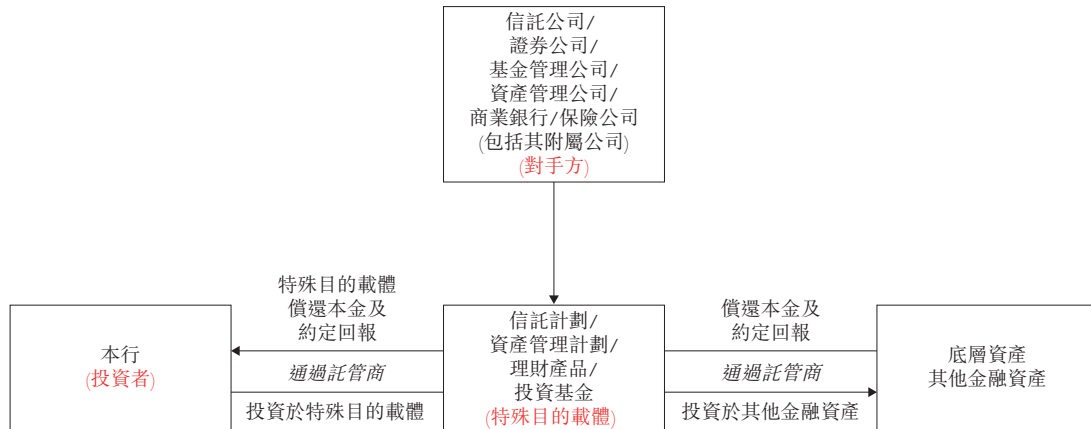 信託公司/
證券公司/
基金管理公司/
資產管理公司/
商業銀行/保險公司
(包括其附屬公司)
(對手方)
特殊目的載體
償還本金及
約定回報
通過託管商
投資於特殊目的載體
本行
(投資者)
信託計劃/
資產管理計劃/
理財產品/
投資基金
(特殊目的載體)
償還本金及
約定回報
通過託管商
投資於其他金融資產
底層資產
其他金融資產